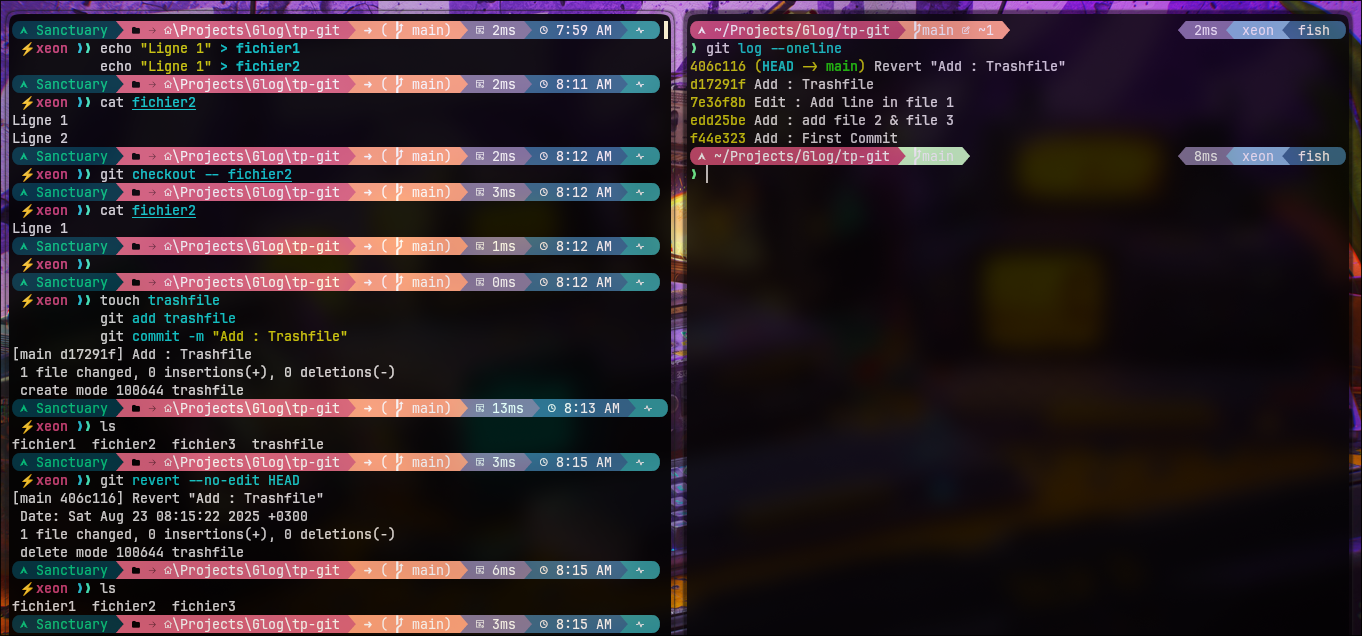 Sanctuary → \Projects\Glog\tp-git → ( main) 2ms 7:59 AM
⚡xeon ❯❯ echo "Ligne 1" > fichier1
echo "Ligne 1" > fichier2
Sanctuary → \Projects\Glog\tp-git → ( main) 2ms 8:11 AM
⚡xeon ❯❯ cat fichier2
Ligne 1
Ligne 2
Sanctuary → \Projects\Glog\tp-git → ( main) 2ms 8:12 AM
⚡xeon ❯❯ git checkout -- fichier2
Sanctuary → \Projects\Glog\tp-git → ( main) 3ms 8:12 AM
⚡xeon ❯❯ cat fichier2
Ligne 1
Sanctuary → \Projects\Glog\tp-git → ( main) 1ms 8:12 AM
⚡xeon ❯❯
Sanctuary → \Projects\Glog\tp-git → ( main) 0ms 8:12 AM
⚡xeon ❯❯ touch trashfile
git add trashfile
git commit -m "Add : Trashfile"
[main d17291f] Add : Trashfile
1 file changed, 0 insertions(+), 0 deletions(-)
create mode 100644 trashfile
Sanctuary → \Projects\Glog\tp-git → ( main) 13ms 8:13 AM
⚡xeon ❯❯ ls
fichier1 fichier2 fichier3 trashfile
Sanctuary → \Projects\Glog\tp-git → ( main) 3ms 8:15 AM
⚡xeon ❯❯ git revert --no-edit HEAD
[main 406c116] Revert "Add : Trashfile"
Date: Sat Aug 23 08:15:22 2025 +0300
1 file changed, 0 insertions(+), 0 deletions(-)
delete mode 100644 trashfile
Sanctuary → \Projects\Glog\tp-git → ( main) 6ms 8:15 AM
⚡xeon ❯❯ ls
fichier1 fichier2 fichier3
Sanctuary → \Projects\Glog\tp-git → ( main) 3ms 8:15 AM
~/Projects/Glog/tp-git main ~1 2ms xeon fish
❯ git log --oneline
406c116 (HEAD -> main) Revert "Add : Trashfile"
d17291f Add : Trashfile
7e36f8b Edit : Add line in file 1
edd25be Add : add file 2 & file 3
f44e323 Add : First Commit
~/Projects/Glog/tp-git main 8ms xeon fish
❯